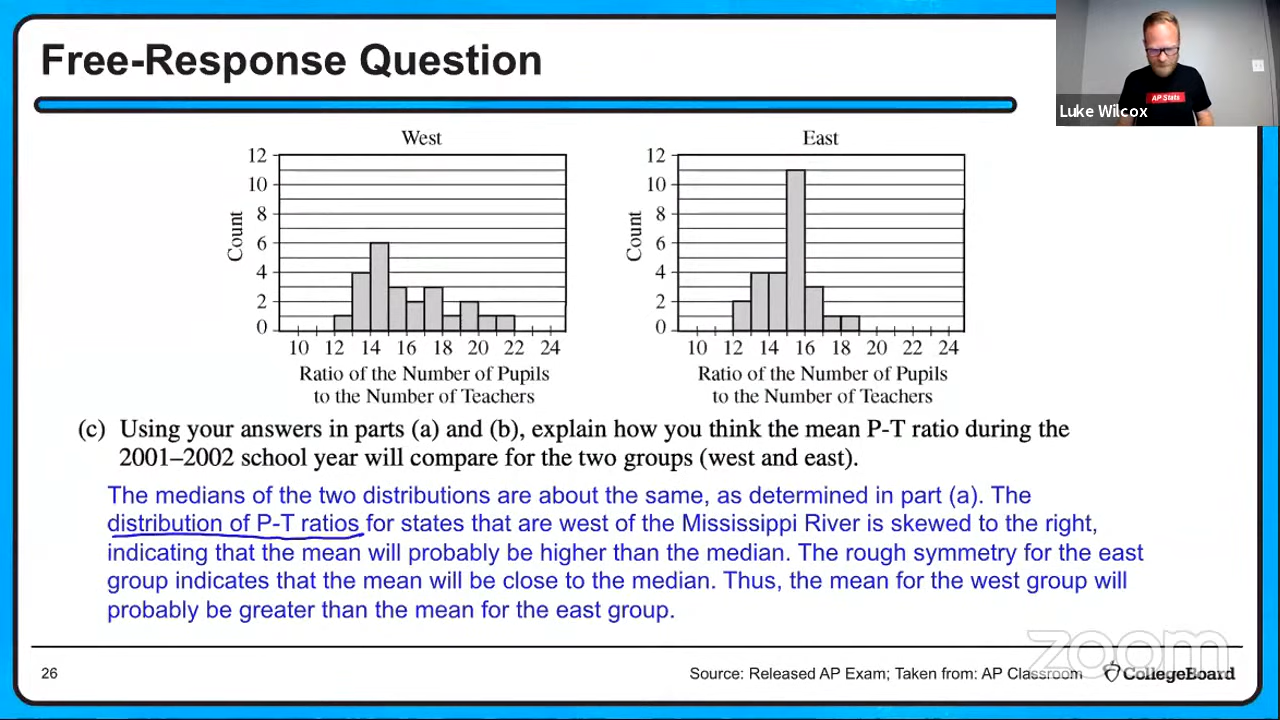 Free-Response Question
AP Stats
Luke Wilcox
West
East
12
10
8
6
4
2
0
Count
10 12 14 16 18 20 22 24
Ratio of the Number of Pupils
to the Number of Teachers
12
10
8
6
4
2
0
Count
10 12 14 16 18 20 22 24
Ratio of the Number of Pupils
to the Number of Teachers
(c) Using your answers in parts (a) and (b), explain how you think the mean P-T ratio during the
2001–2002 school year will compare for the two groups (west and east).
The medians of the two distributions are about the same, as determined in part (a). The
distribution of P-T ratios for states that are west of the Mississippi River is skewed to the right,
indicating that the mean will probably be higher than the median. The rough symmetry for the east
group indicates that the mean will be close to the median. Thus, the mean for the west group will
probably be greater than the mean for the east group.
zoom
26
Source: Released AP Exam; Taken from: AP Classroom
CollegeBoard